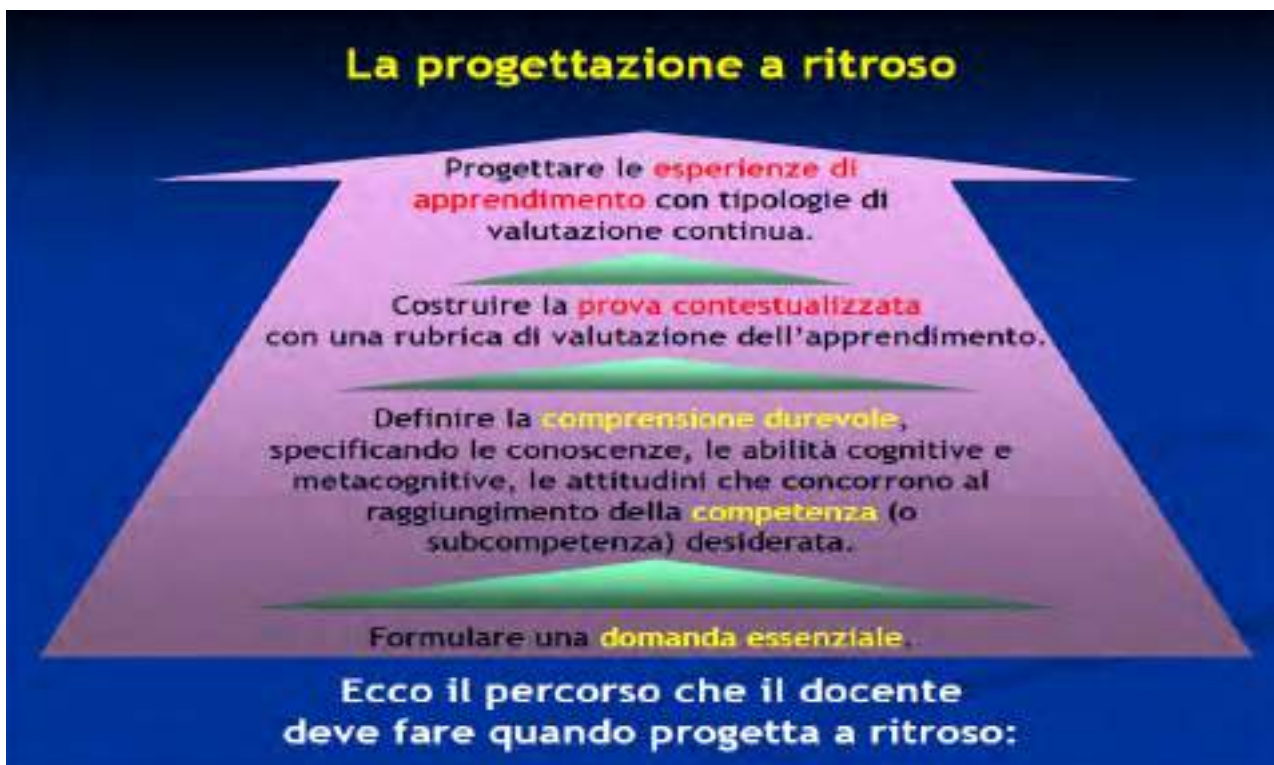 La progettazione a ritroso
Progettare le esperienze di
apprendimento con tipologie di
valutazione continua.
Costruire la prova contestualizzata
con una rubrica di valutazione dell'apprendimento.
Definire la comprensione durevole,
specificando le conoscenze, le abilità cognitive e
metacognitive, le attitudini che concorrono al
raggiungimento della competenza (o
subcompetenza) desiderata.
Formulare una domanda essenziale.
Ecco il percorso che il docente
deve fare quando progetta a ritroso: